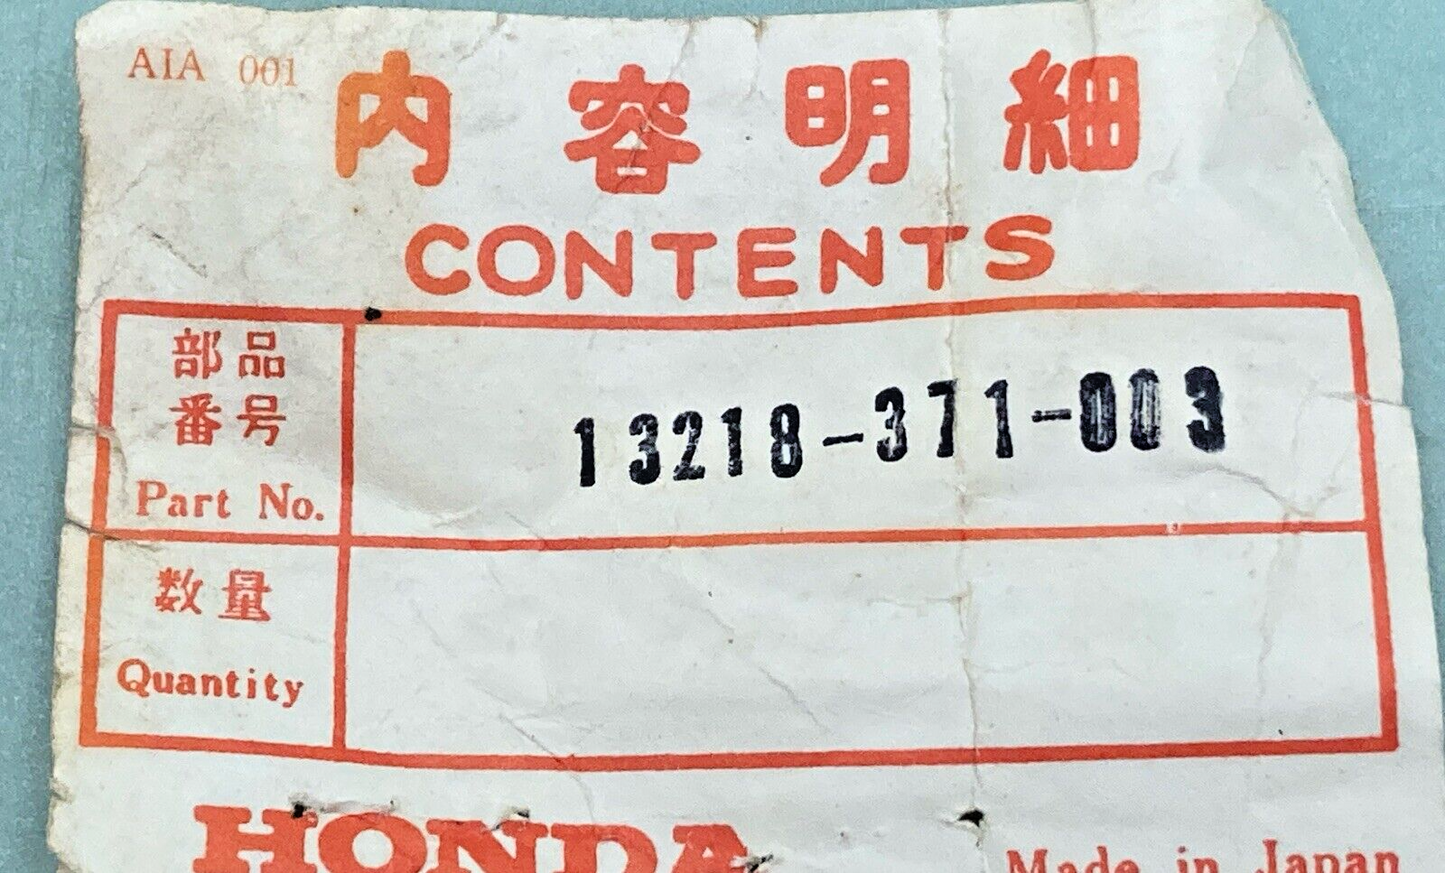 AIA 001
内容明細
CONTENTS
部品
番号
Part No.
13218-371-003
数量
Quantity
HONDA
Made in Japan